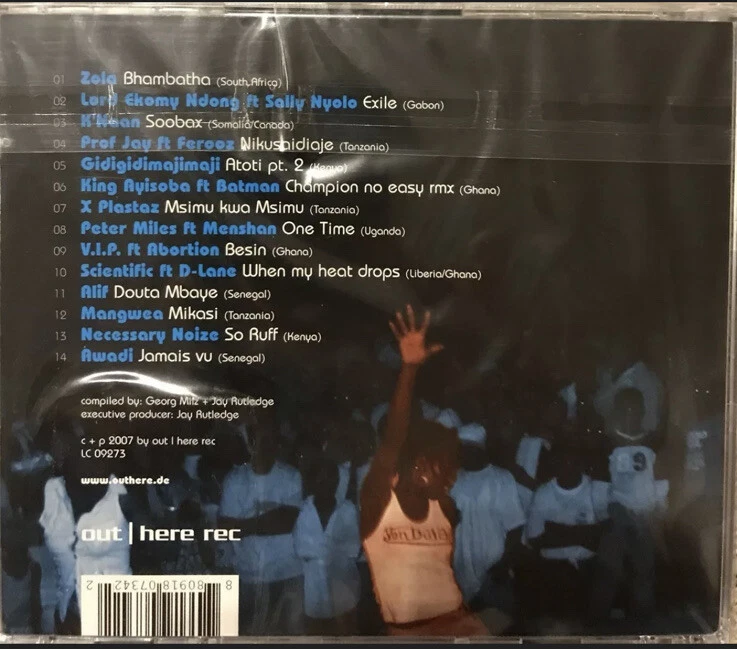 01 Zola Bhambatha (South Africa)
02 Lord Ekomy Ndong ft Sally Nyolo Exile (Gabon)
03 K'Naan Soobax (Somalia/Canada)
04 Prof Jay ft Ferooz Nikushidiaje (Tanzania)
05 Gidigidimajimaji Atoti pt. 2 (Kenya)
06 King Ayisoba ft Batman Champion no easy rmx (Ghana)
07 X Plastaz Msimu kwa Msimu (Tanzania)
08 Peter Miles ft Menshan One Time (Uganda)
09 V.I.P. ft Abortion Besin (Ghana)
10 Scientific ft D-Lane When my heat drops (Liberia/Ghana)
11 Alif Douta Mbaye (Senegal)
12 Mangwea Mikasi (Tanzania)
13 Necessary Noize So Ruff (Kenya)
14 Awadi Jamais vu (Senegal)
compiled by: Georg Milz + Jay Rutledge
executive producer: Jay Rutledge
c + p 2007 by out | here rec
LC 09273
www.outhere.de
Von Dutch
out | here rec
8 80918 07342 2